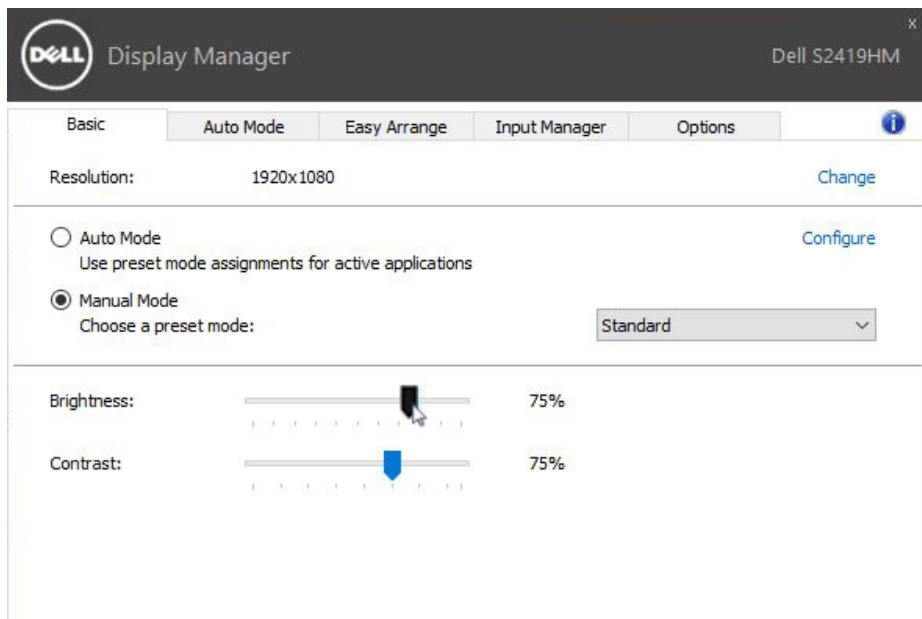 DELL Display Manager
x
Dell S2419HM
Basic Auto Mode Easy Arrange Input Manager Options i
Resolution: 1920x1080 Change
Auto Mode Configure
Use preset mode assignments for active applications
Manual Mode
Choose a preset mode: Standard
Brightness: 75%
Contrast: 75%